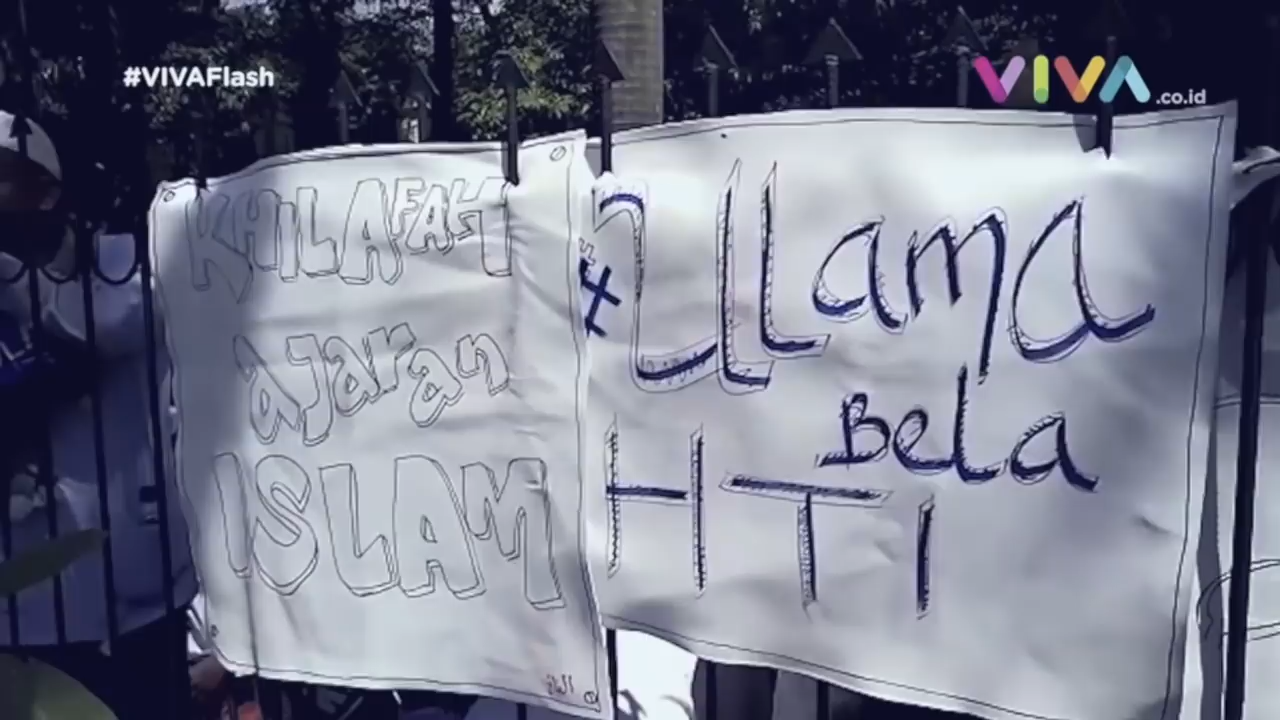 #VIVAFlash
VIVA.co.id
KHILAFAH
aJaran
ISLAM
#Ulama
Bela
HTI